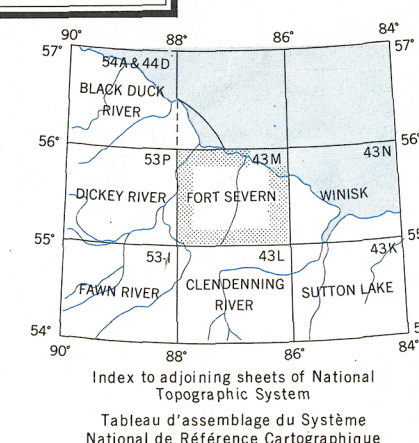 90° 88° 86° 84°
57° 57°
54A & 44D
BLACK DUCK
RIVER
56° 56°
53P 43M 43N
DICKEY RIVER FORT SEVERN WINISK
55° 55
53-I 43L 43K
FAWN RIVER CLENDENNING
RIVER SUTTON LAKE
54° 54
90° 88° 86° 84°
Index to adjoining sheets of National
Topographic System
Tableau d'assemblage du Système
National de Référence Cartographique